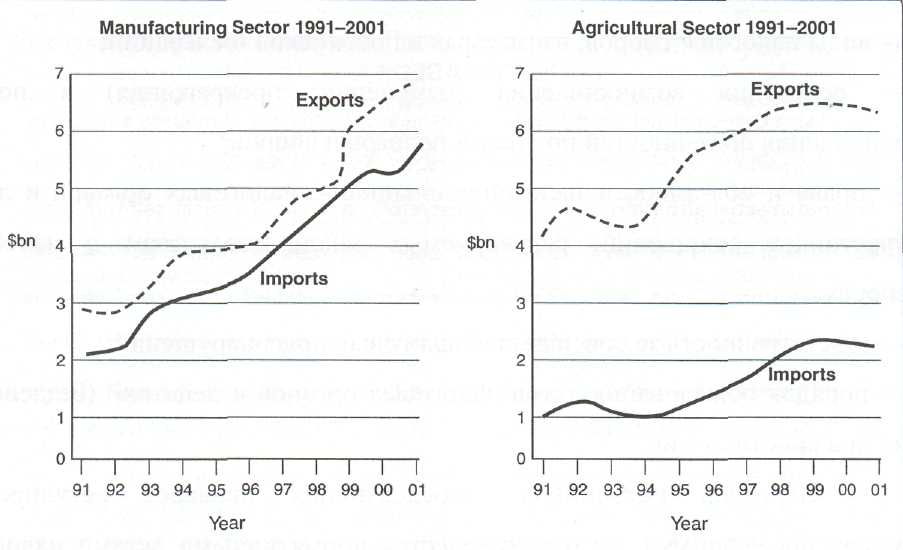 Manufacturing Sector 1991–2001
7
6
5
$bn
4
3
2
1
0
Exports
Imports
91 92 93 94 95 96 97 98 99 00 01
Year
Agricultural Sector 1991–2001
7
6
5
$bn
4
3
2
1
0
Exports
Imports
91 92 93 94 95 96 97 98 99 00 01
Year